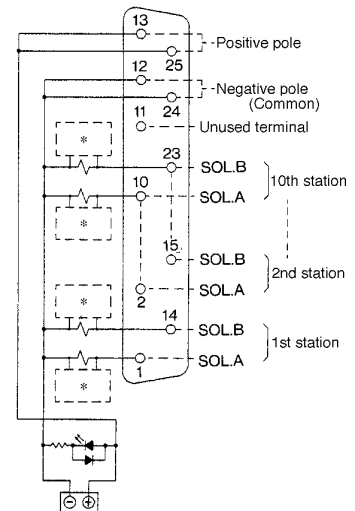 13
Positive pole
25
12
Negative pole
(Common)
24
11
Unused terminal
*
23
SOL.B
10th station
10
SOL.A
*
15
SOL.B
2nd station
2
SOL.A
*
14
SOL.B
1st station
SOL.A
1
*
⊖ ⊕